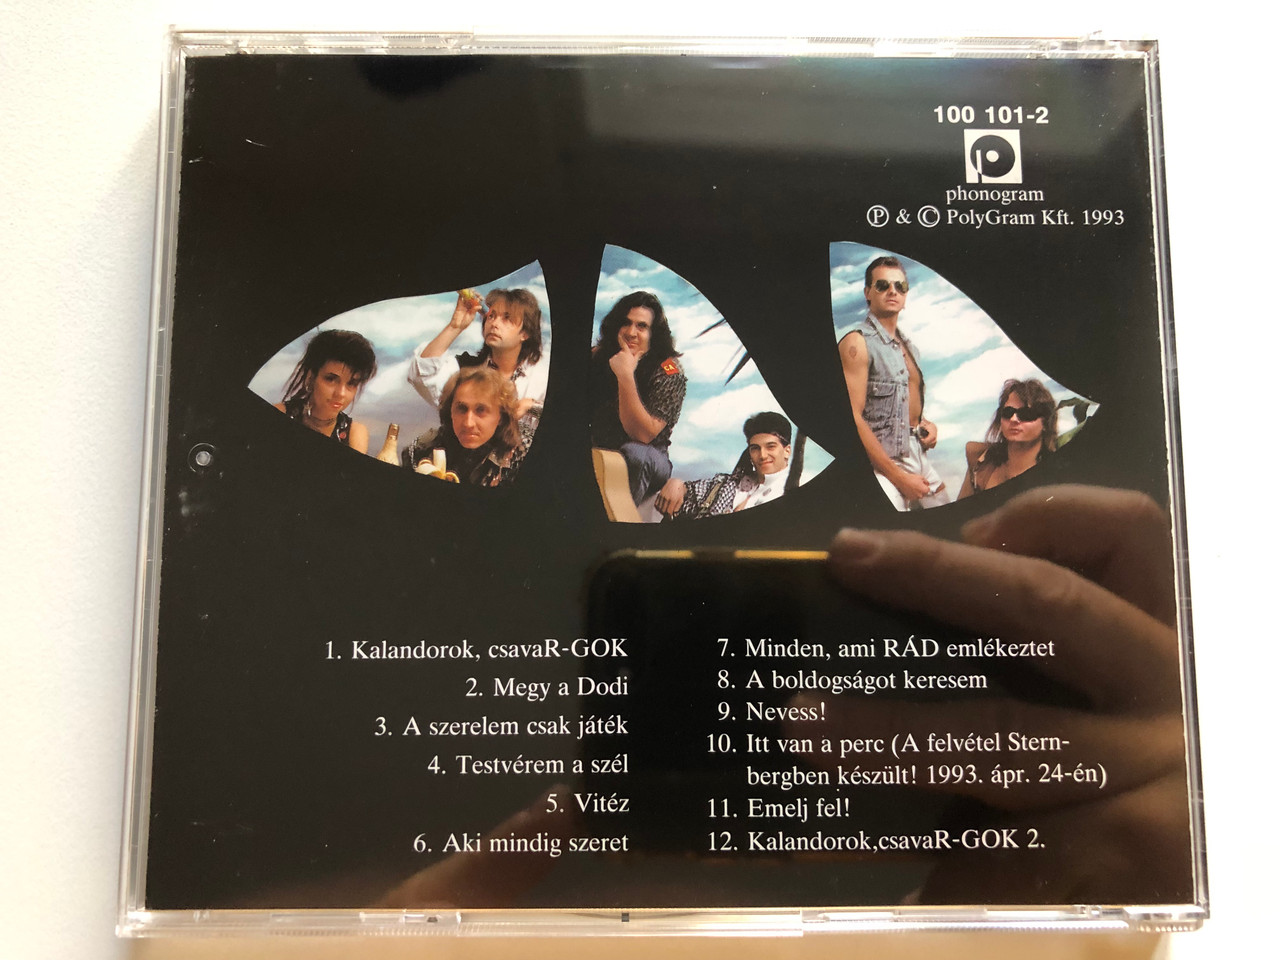 100 101-2
phonogram
Ⓟ & © PolyGram Kft. 1993
1. Kalandorok, csavaR-GOK
2. Megy a Dodi
3. A szerelem csak játék
4. Testvérem a szél
5. Vitéz
6. Aki mindig szeret
7. Minden, ami RÁD emlékeztet
8. A boldogságot keresem
9. Nevess!
10. Itt van a perc (A felvétel Stern-
bergben készült! 1993. ápr. 24-én)
11. Emelj fel!
12. Kalandorok,csavaR-GOK 2.